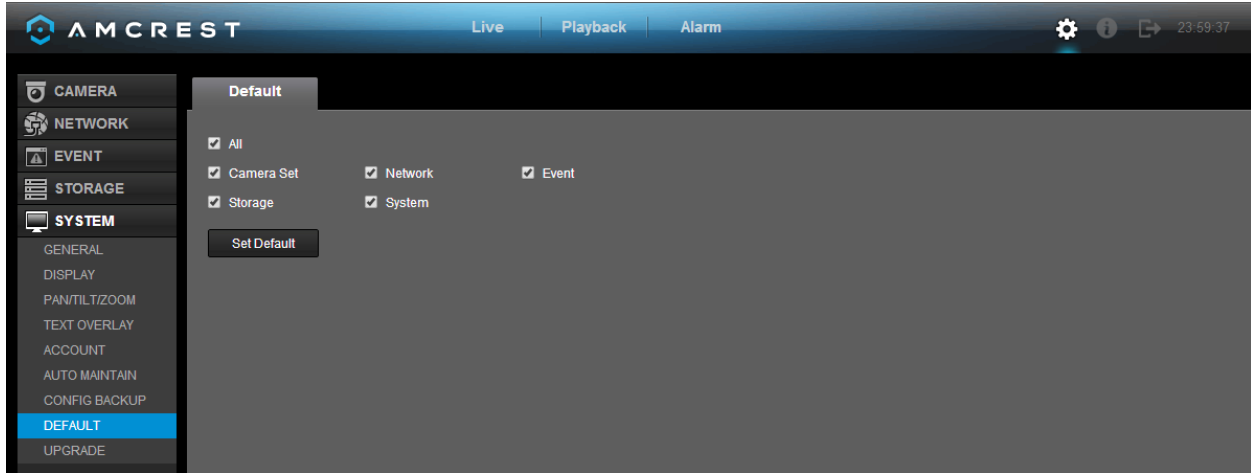 AMCREST Live Playback Alarm 23:59:37
CAMERA
NETWORK
EVENT
STORAGE
SYSTEM
GENERAL
DISPLAY
PAN/TILT/ZOOM
TEXT OVERLAY
ACCOUNT
AUTO MAINTAIN
CONFIG BACKUP
DEFAULT
UPGRADE
Default
All
Camera Set Network Event
Storage System
Set Default